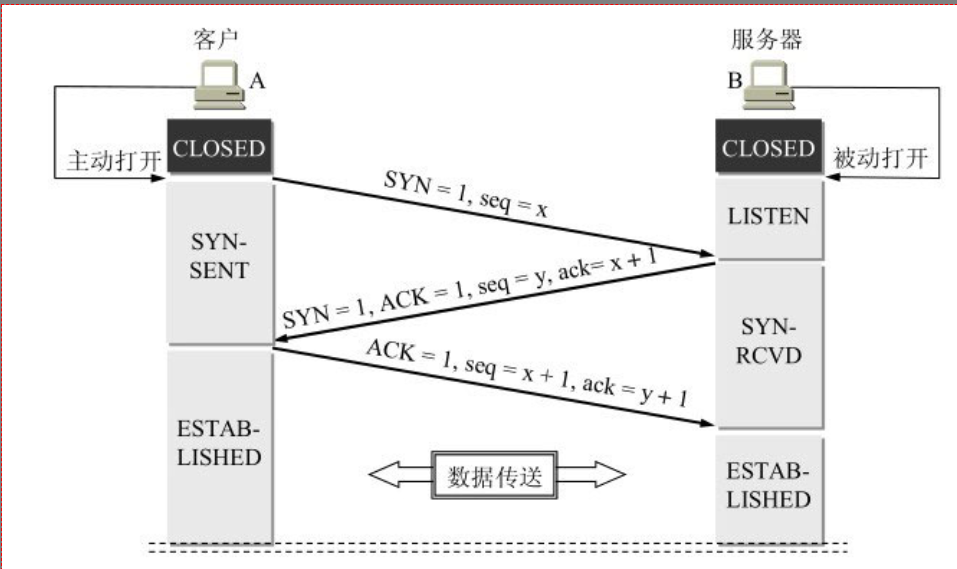 客户
服务器
A
B
主动打开
CLOSED
CLOSED
被动打开
SYN = 1, seq = x
LISTEN
SYN-
SENT
SYN = 1, ACK = 1, seq = y, ack= x + 1
SYN-
RCVD
ACK = 1, seq = x + 1, ack = y + 1
ESTAB-
LISHED
数据传送
ESTAB-
LISHED